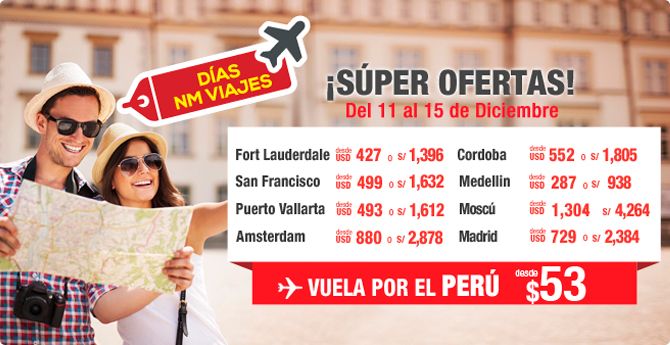 DÍAS
NM VIAJES
¡SÚPER OFERTAS!
Del 11 al 15 de Diciembre
Fort Lauderdale desde USD 427 o S/ 1,396 Cordoba desde USD 552 o S/ 1,805
San Francisco desde USD 499 o S/ 1,632 Medellin desde USD 287 o S/ 938
Puerto Vallarta desde USD 493 o S/ 1,612 Moscú desde USD 1,304 S/ 4,264
Amsterdam desde USD 880 o S/ 2,878 Madrid desde USD 729 o S/ 2,384
VUELA POR EL PERÚ desde $53